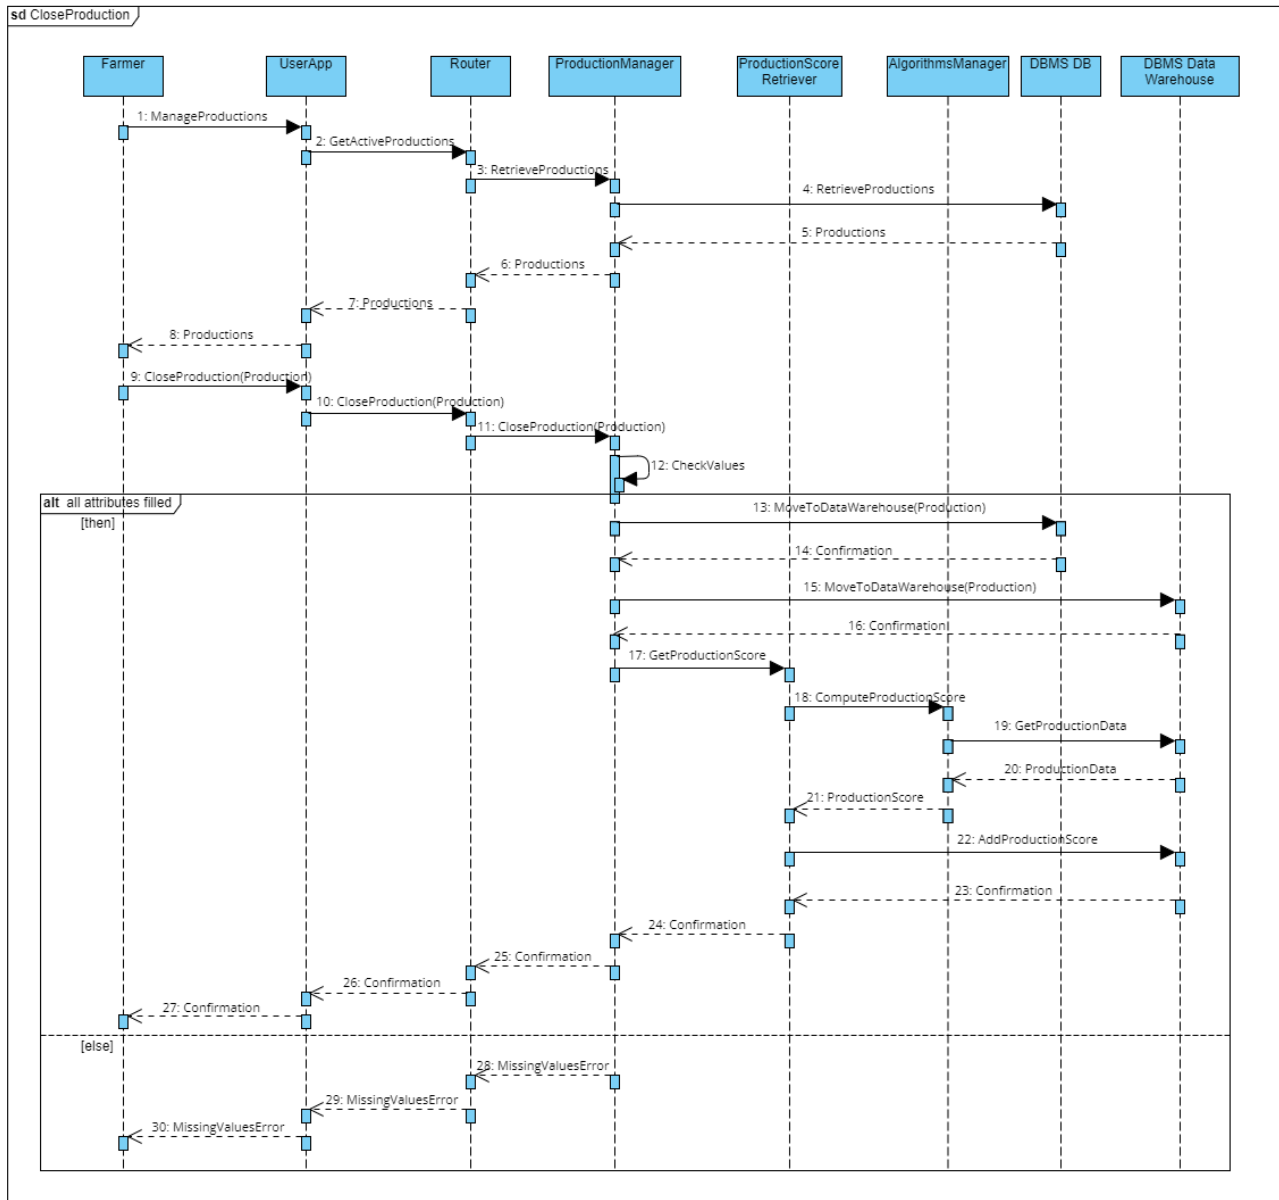 sd CloseProduction
Farmer
UserApp
Router
ProductionManager
ProductionScore
Retriever
AlgorithmsManager
DBMS DB
DBMS Data
Warehouse
1: ManageProductions
2: GetActiveProductions
3: RetrieveProductions
4: RetrieveProductions
5: Productions
6: Productions
7: Productions
8: Productions
9: CloseProduction(Production)
10: CloseProduction(Production)
11: CloseProduction(Production)
12: CheckValues
alt all attributes filled
[then]
13: MoveToDataWarehouse(Production)
14: Confirmation
15: MoveToDataWarehouse(Production)
16: Confirmation
17: GetProductionScore
18: ComputeProductionScore
19: GetProductionData
20: ProductionData
21: ProductionScore
22: AddProductionScore
23: Confirmation
24: Confirmation
25: Confirmation
26: Confirmation
27: Confirmation
[else]
28: MissingValuesError
29: MissingValuesError
30: MissingValuesError